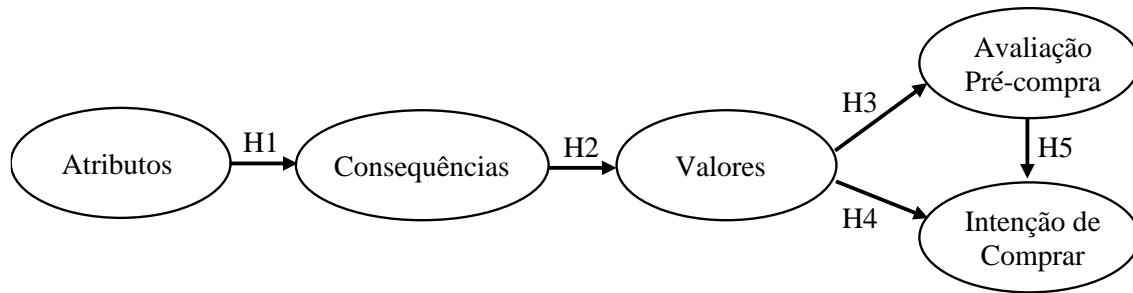 Atributos
H1
Consequências
H2
Valores
H3
H4
Avaliação
Pré-compra
H5
Intenção de
Comprar